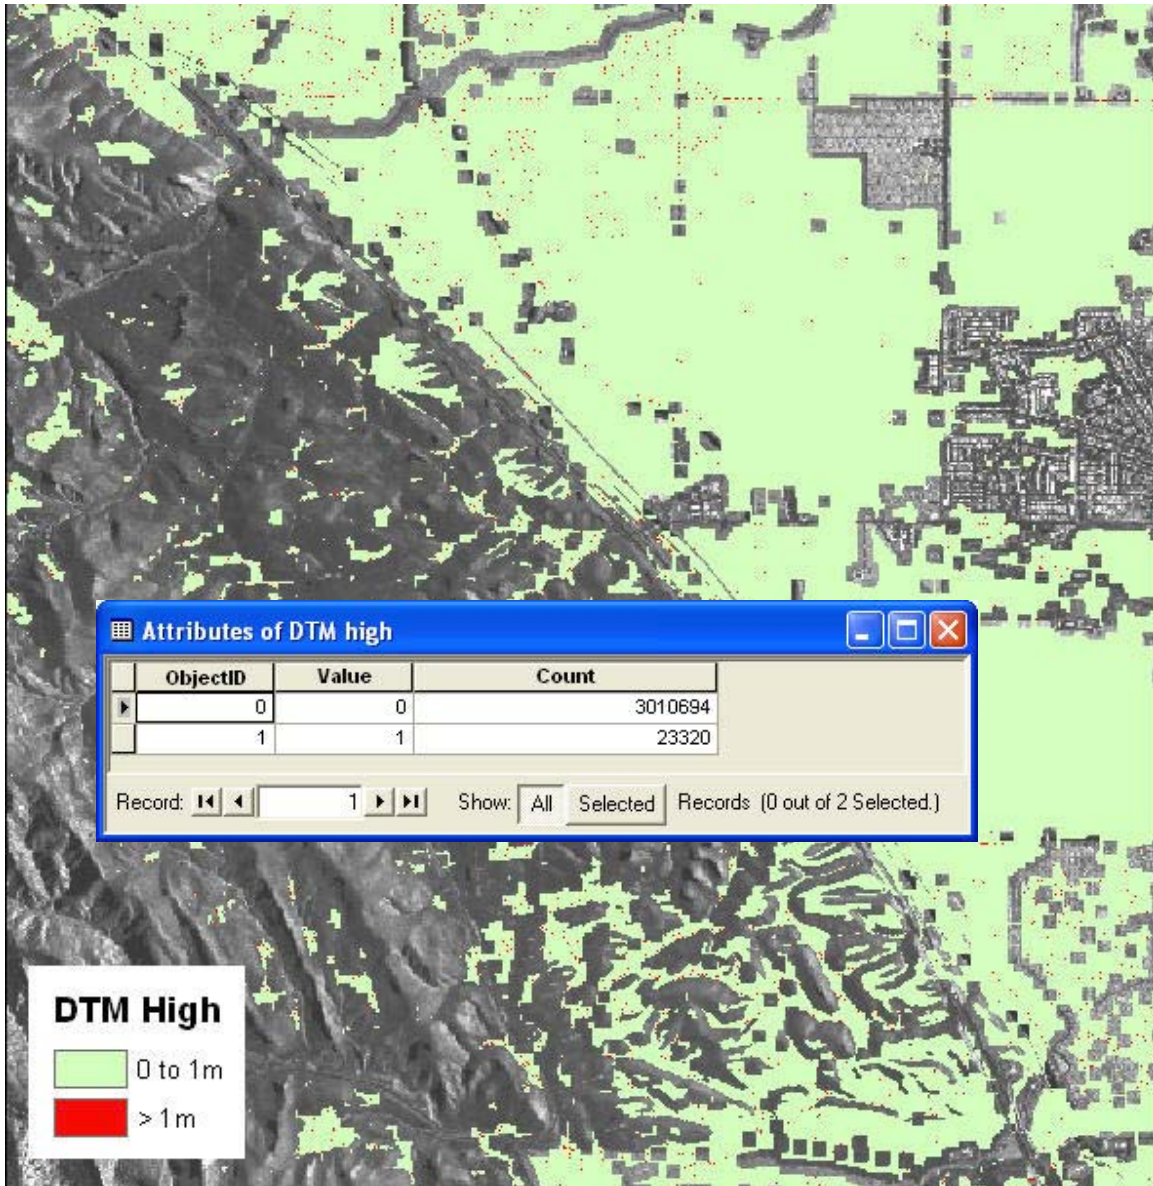 Attributes of DTM high
ObjectID Value Count
0 0 3010694
1 1 23320
Record: 1 Show: All Selected Records (0 out of 2 Selected.)
DTM High
0 to 1m
> 1m